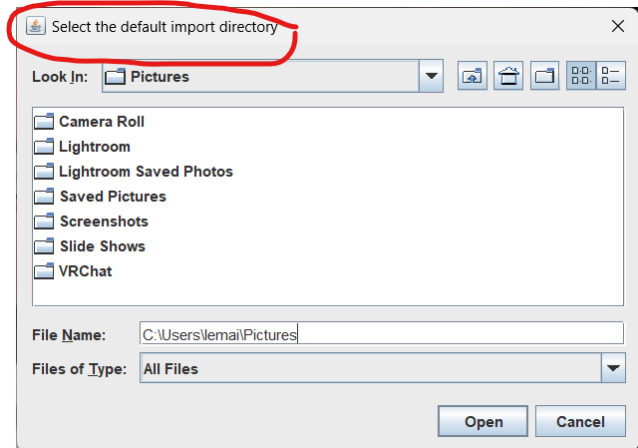 Select the default import directory
Look In: Pictures
Camera Roll
Lightroom
Lightroom Saved Photos
Saved Pictures
Screenshots
Slide Shows
VRChat
File Name: C:\Users\lemai\Pictures
Files of Type: All Files
Open Cancel